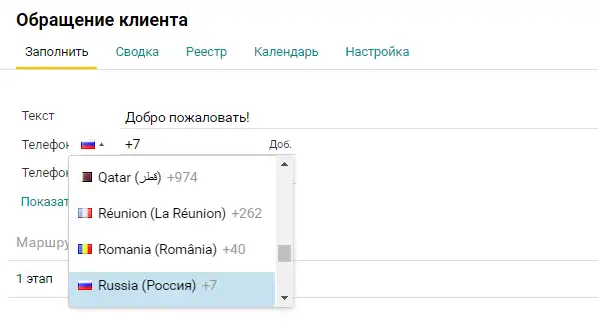 Обращение клиента
Заполнить Сводка Реестр Календарь Настройка
Текст Добро пожаловать!
Телефон +7 Доб.
Телефо
Qatar (قطر) +974
Réunion (La Réunion) +262
Показат
Romania (România) +40
Маршру
Russia (Россия) +7
1 этап